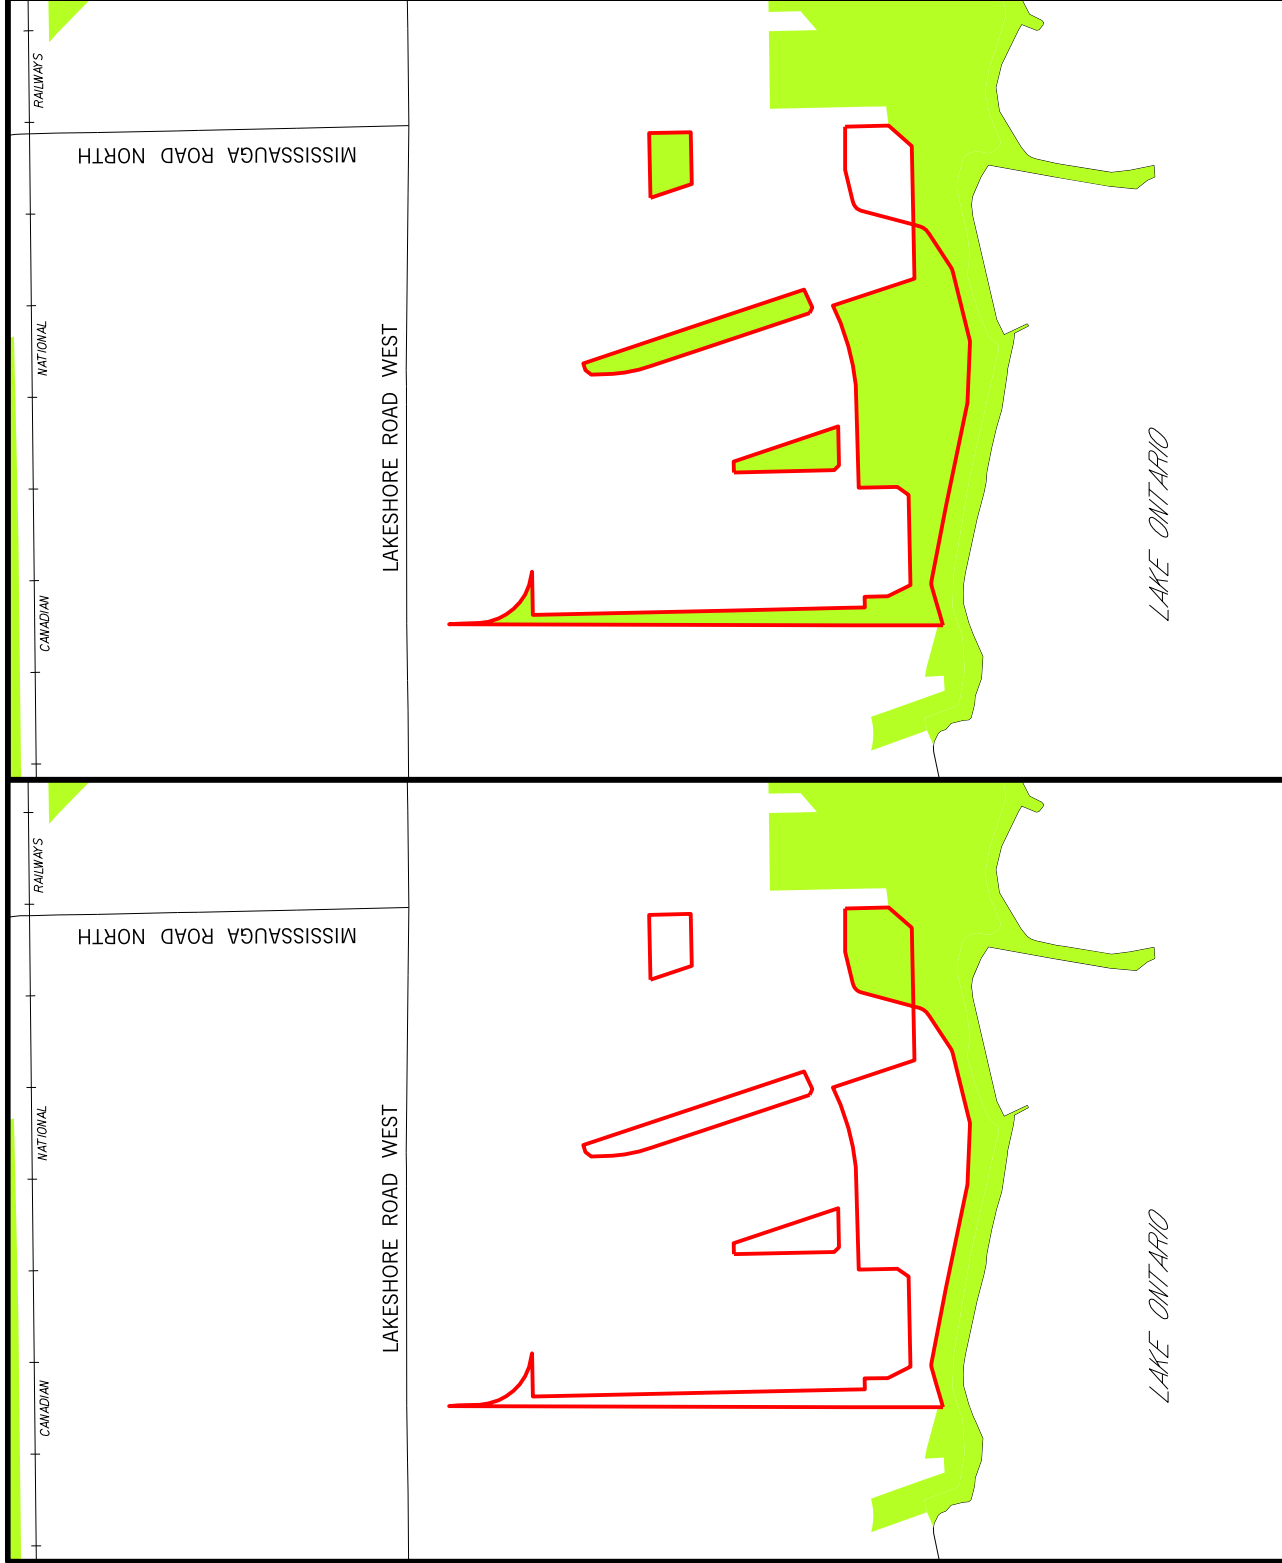 RAILWAYS
MISSISSAUGA ROAD NORTH
NATIONAL
LAKESHORE ROAD WEST
LAKE ONTARIO
CANADIAN
RAILWAYS
MISSISSAUGA ROAD NORTH
NATIONAL
LAKESHORE ROAD WEST
LAKE ONTARIO
CANADIAN